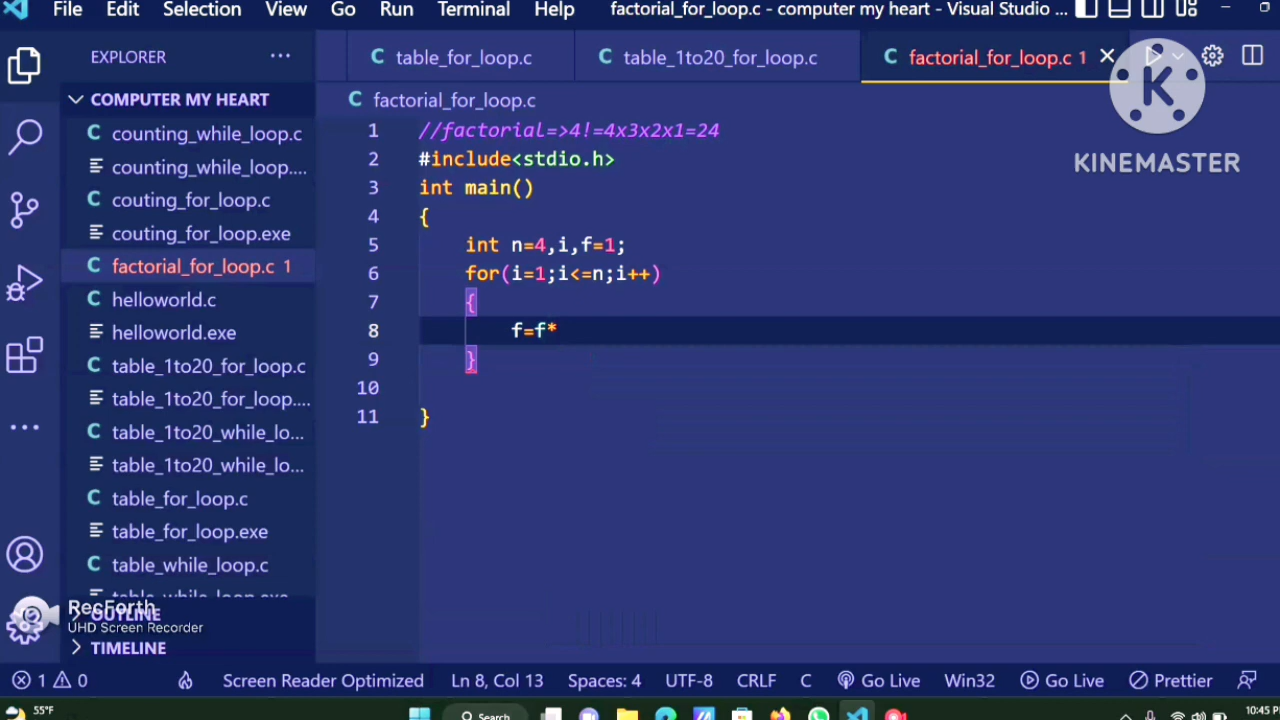 File Edit Selection View Go Run Terminal Help factorial_for_loop.c - computer my heart - Visual Studio ...
EXPLORER ...
table_for_loop.c table_1to20_for_loop.c factorial_for_loop.c 1
KINEMASTER
COMPUTER MY HEART
counting_while_loop.c
counting_while_loop....
couting_for_loop.c
couting_for_loop.exe
factorial_for_loop.c 1
helloworld.c
helloworld.exe
table_1to20_for_loop.c
table_1to20_for_loop....
table_1to20_while_lo...
table_1to20_while_lo...
table_for_loop.c
table_for_loop.exe
table_while_loop.c
table_while_loop.exe
OUTLINE
TIMELINE
RecForth
UHD Screen Recorder
factorial_for_loop.c
1 //factorial=>4!=4x3x2x1=24
2 #include<stdio.h>
3 int main()
4 {
5 int n=4,i,f=1;
6 for(i=1;i<=n;i++)
7 {
8 f=f*
9 }
10
11 }
1 0 Screen Reader Optimized Ln 8, Col 13 Spaces: 4 UTF-8 CRLF C Go Live Win32 Go Live Prettier
55°F Search 10:45 PM